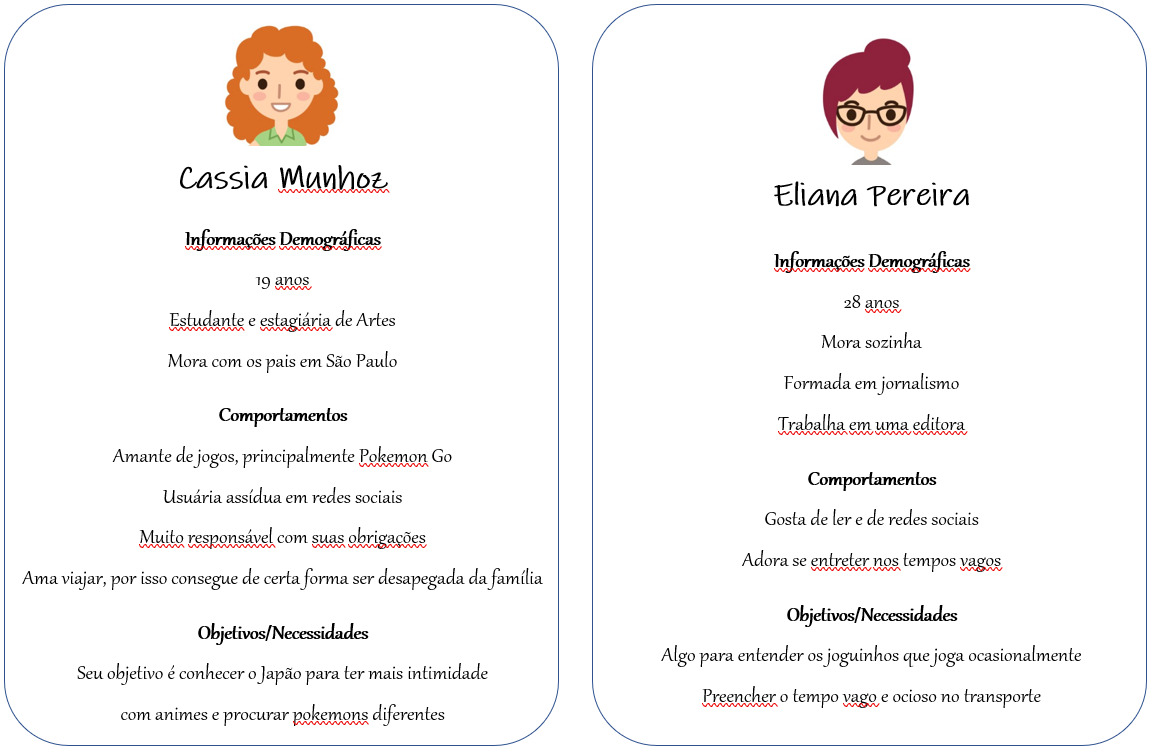 Cassia Munhoz
Informações Demográficas
19 anos
Estudante e estagiária de Artes
Mora com os pais em São Paulo
Comportamentos
Amante de jogos, principalmente Pokemon Go
Usuária assídua em redes sociais
Muito responsável com suas obrigações
Ama viajar, por isso consegue de certa forma ser desapegada da família
Objetivos/Necessidades
Seu objetivo é conhecer o Japão para ter mais intimidade
com animes e procurar pokemons diferentes
Eliana Pereira
Informações Demográficas
28 anos
Mora sozinha
Formada em jornalismo
Trabalha em uma editora
Comportamentos
Gosta de ler e de redes sociais
Adora se entreter nos tempos vagos
Objetivos/Necessidades
Algo para entender os joguinhos que joga ocasionalmente
Preencher o tempo vago e ocioso no transporte